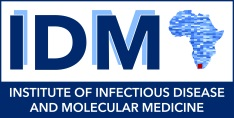 IDM
INSTITUTE OF INFECTIOUS DISEASE
AND MOLECULAR MEDICINE